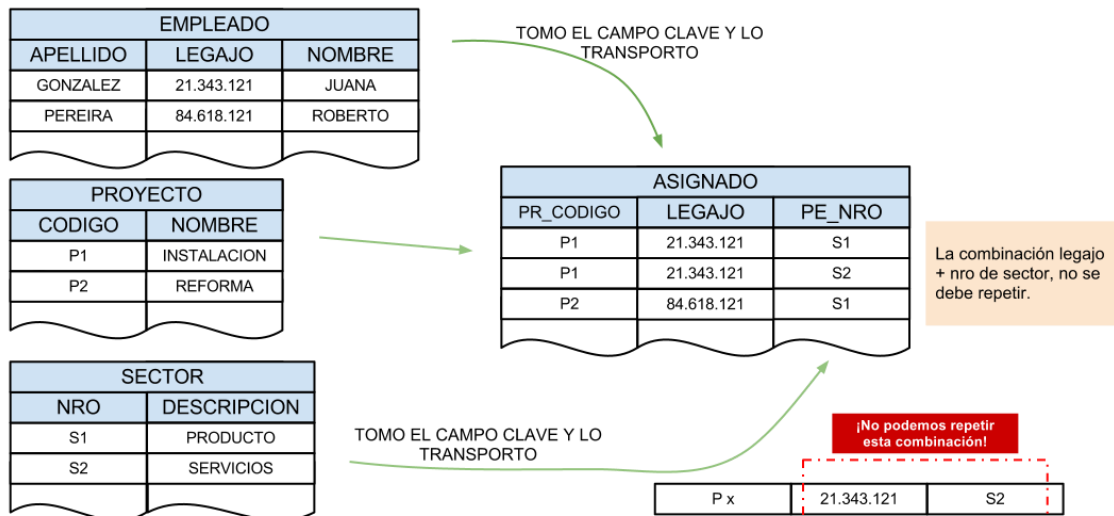 EMPLEADO
APELLIDO LEGAJO NOMBRE
GONZALEZ 21.343.121 JUANA
PEREIRA 84.618.121 ROBERTO
TOMO EL CAMPO CLAVE Y LO
TRANSPORTO
PROYECTO
CODIGO NOMBRE
P1 INSTALACION
P2 REFORMA
ASIGNADO
PR_CODIGO LEGAJO PE_NRO
P1 21.343.121 S1
P1 21.343.121 S2
P2 84.618.121 S1
La combinación legajo
+ nro de sector, no se
debe repetir.
SECTOR
NRO DESCRIPCION
S1 PRODUCTO
S2 SERVICIOS
TOMO EL CAMPO CLAVE Y LO
TRANSPORTO
¡No podemos repetir
esta combinación!
P x 21.343.121 S2